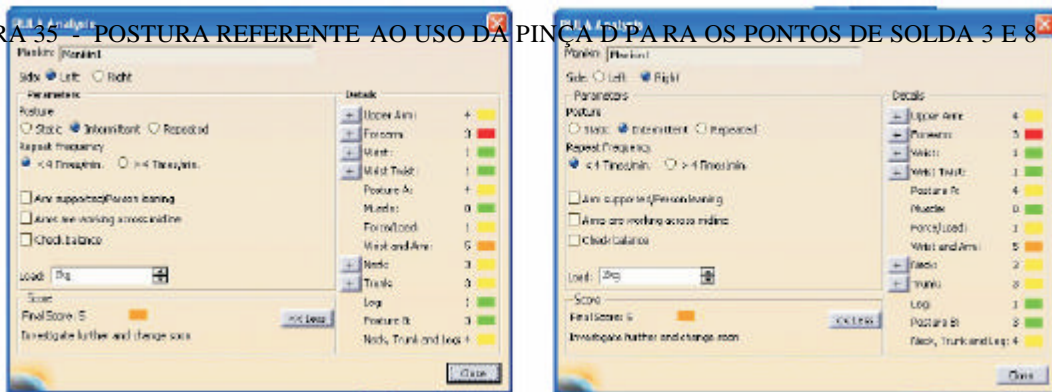 RULA Analysis
RA 35 - POSTURA REFERENTE AO USO DA PINÇA D PARA OS PONTOS DE SOLDA 3 E 8
Manikin: Manikin1
Side: Left Right
Parameters
Posture
Static Intermittent Repeated
Repeat Frequency
< 4 Times/min. > 4 Times/min.
Arm supported/Person leaning
Arms are working across midline
Check balance
Load: 2kg
Score
Final Score: 5
<< Less
Investigate further and change soon
Details
+ Upper Arm: 4
+ Forearm: 3
+ Wrist: 1
+ Wrist Twist: 1
Posture A: 4
Muscle: 0
Force/Load: 1
Wrist and Arm: 5
+ Neck: 3
+ Trunk: 3
Leg: 1
Posture B: 3
Neck, Trunk and Leg: 4
Close
RULA Analysis
Manikin: Manikin1
Side: Left Right
Parameters
Posture
Static Intermittent Repeated
Repeat Frequency
< 4 Times/min. > 4 Times/min.
Arm supported/Person leaning
Arms are working across midline
Check balance
Load: 2kg
Score
Final Score: 5
<< Less
Investigate further and change soon
Details
+ Upper Arm: 4
+ Forearm: 3
+ Wrist: 1
+ Wrist Twist: 1
Posture A: 4
Muscle: 0
Force/Load: 1
Wrist and Arm: 5
+ Neck:
+ Trunk: 3
Leg: 1
Posture B: 3
Neck, Trunk and Leg: 4
Close